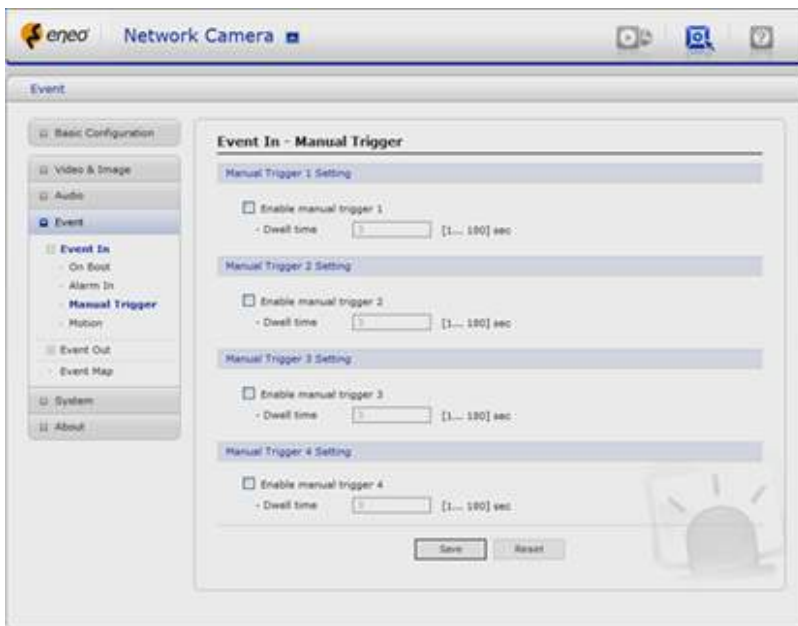 eneo
Network Camera
?
Event
Basic Configuration
Video & Image
Audio
Event
Event In
On Boot
Alarm In
Manual Trigger
Motion
Event Out
Event Map
System
About
Event In - Manual Trigger
Manual Trigger 1 Setting
Enable manual trigger 1
- Dwell time [1... 180] sec
Manual Trigger 2 Setting
Enable manual trigger 2
- Dwell time [1... 180] sec
Manual Trigger 3 Setting
Enable manual trigger 3
- Dwell time [1... 180] sec
Manual Trigger 4 Setting
Enable manual trigger 4
- Dwell time [1... 180] sec
Save Reset